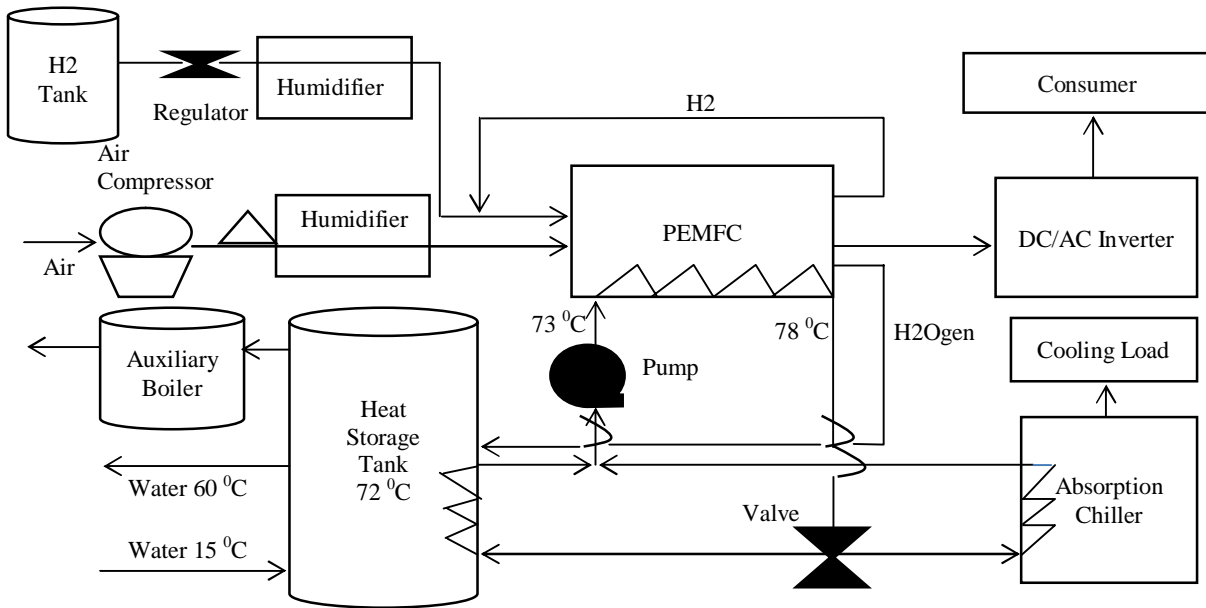 H2
Tank
Regulator
Humidifier
H2
Consumer
Air
Compressor
Humidifier
Air
PEMFC
DC/AC Inverter
73 ⁰C
78 ⁰C
H2Ogen
Auxiliary
Boiler
Pump
Cooling Load
Heat
Storage
Tank
72 ⁰C
Water 60 ⁰C
Water 15 ⁰C
Valve
Absorption
Chiller